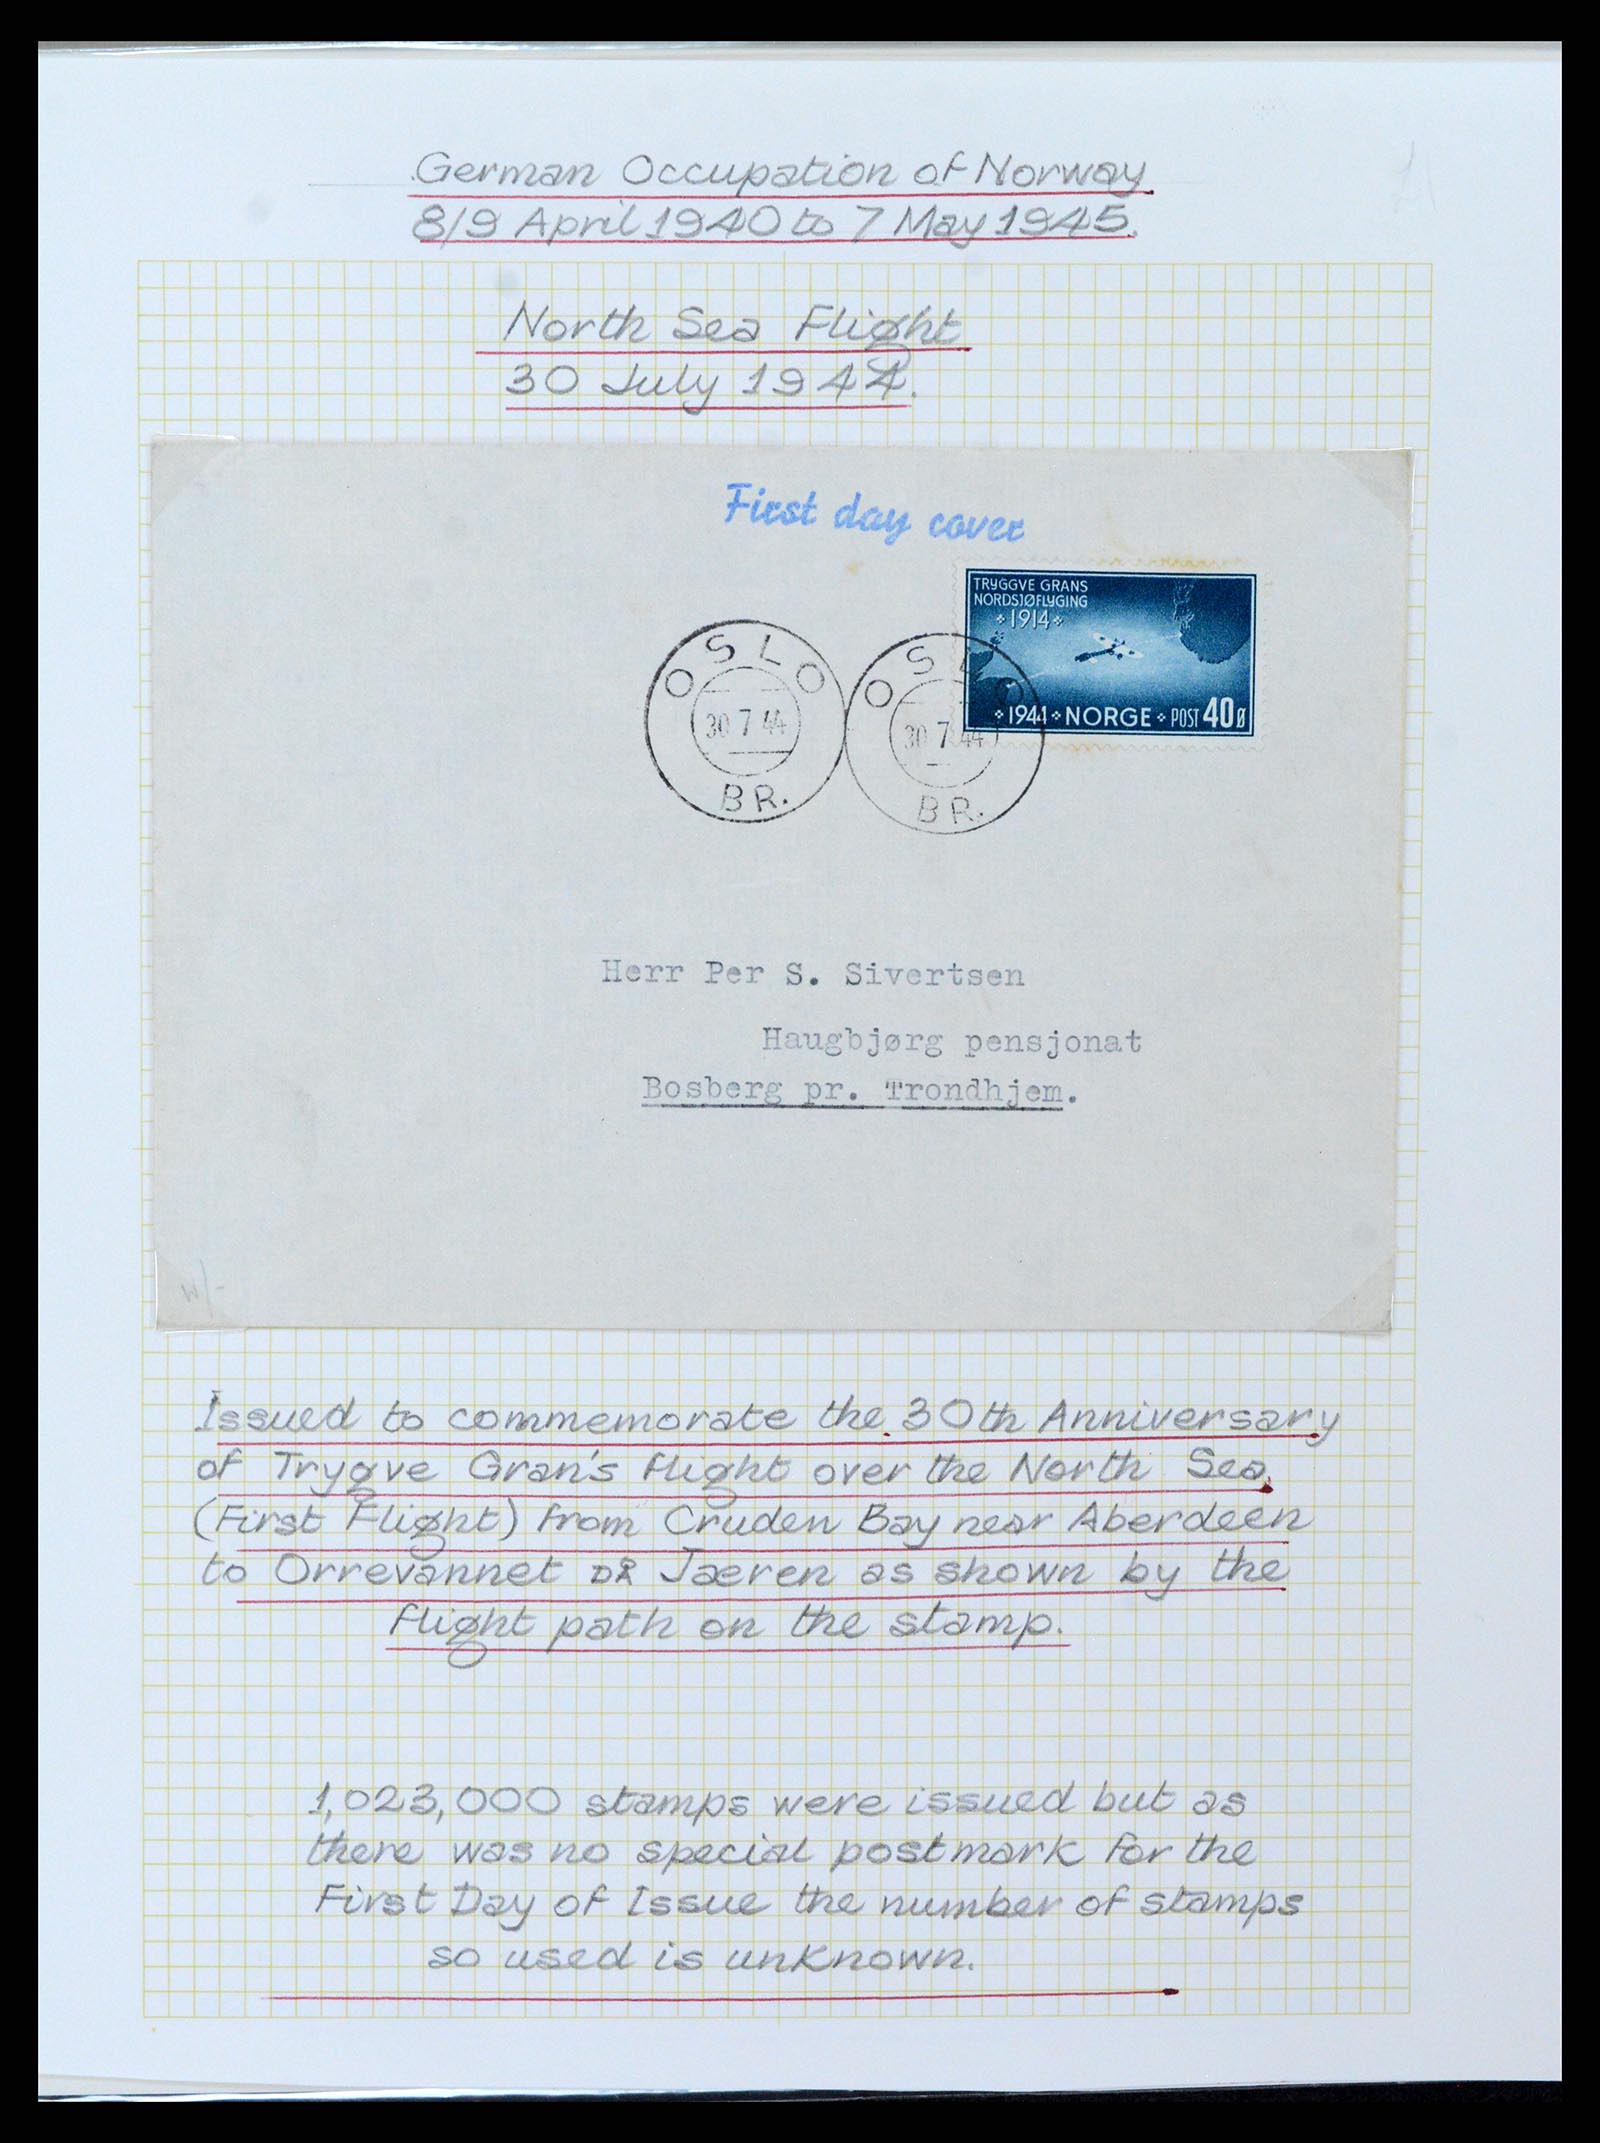 German Occupation of Norway
8/9 April 1940 to 7 May 1945.
North Sea Flight
30 July 1944.
First day cover
TRYGGVE GRANS
NORDSJØFLYGING
1914
1944 NORGE POST 40 Ø
OSLO
30 7 44
BR.
OSLO
30 7 44
BR.
Herr Per S. Sivertsen
Haugbjørg pensjonat
Bosberg pr. Trondhjem.
Issued to commemorate the 30th Anniversary
of Trygve Gran's flight over the North Sea
(First Flight) from Cruden Bay near Aberdeen
to Orrevannet Jæren as shown by the
flight path on the stamp.
1,023,000 stamps were issued but as
there was no special postmark for the
First Day of Issue the number of stamps
so used is unknown.